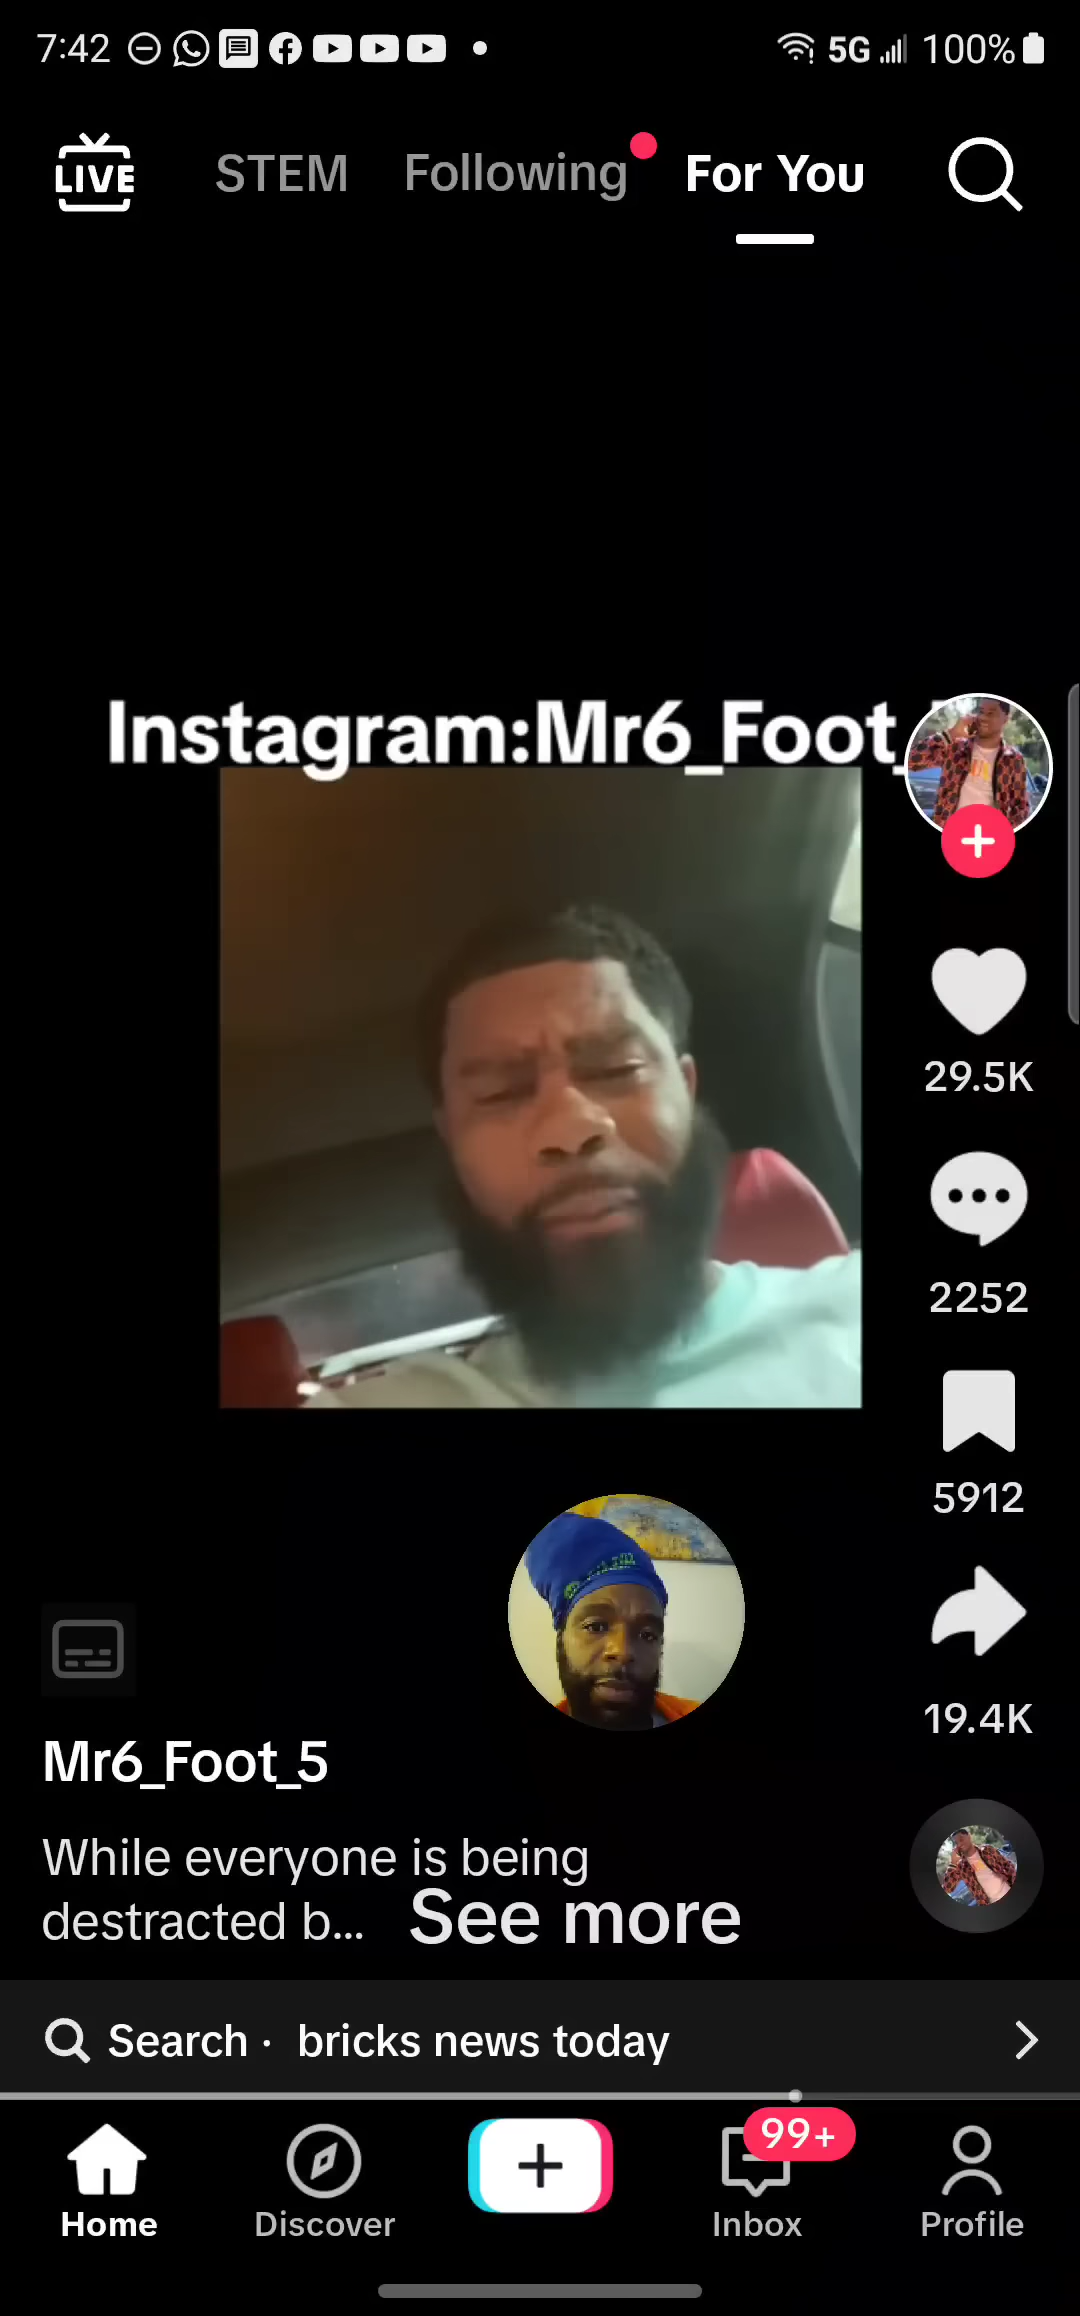 7:42
5G 100%
LIVE STEM Following For You
Instagram:Mr6_Foot_
29.5K
2252
5912
19.4K
Mr6_Foot_5
While everyone is being
destracted b... See more
Search · bricks news today
99+
Home Discover Inbox Profile